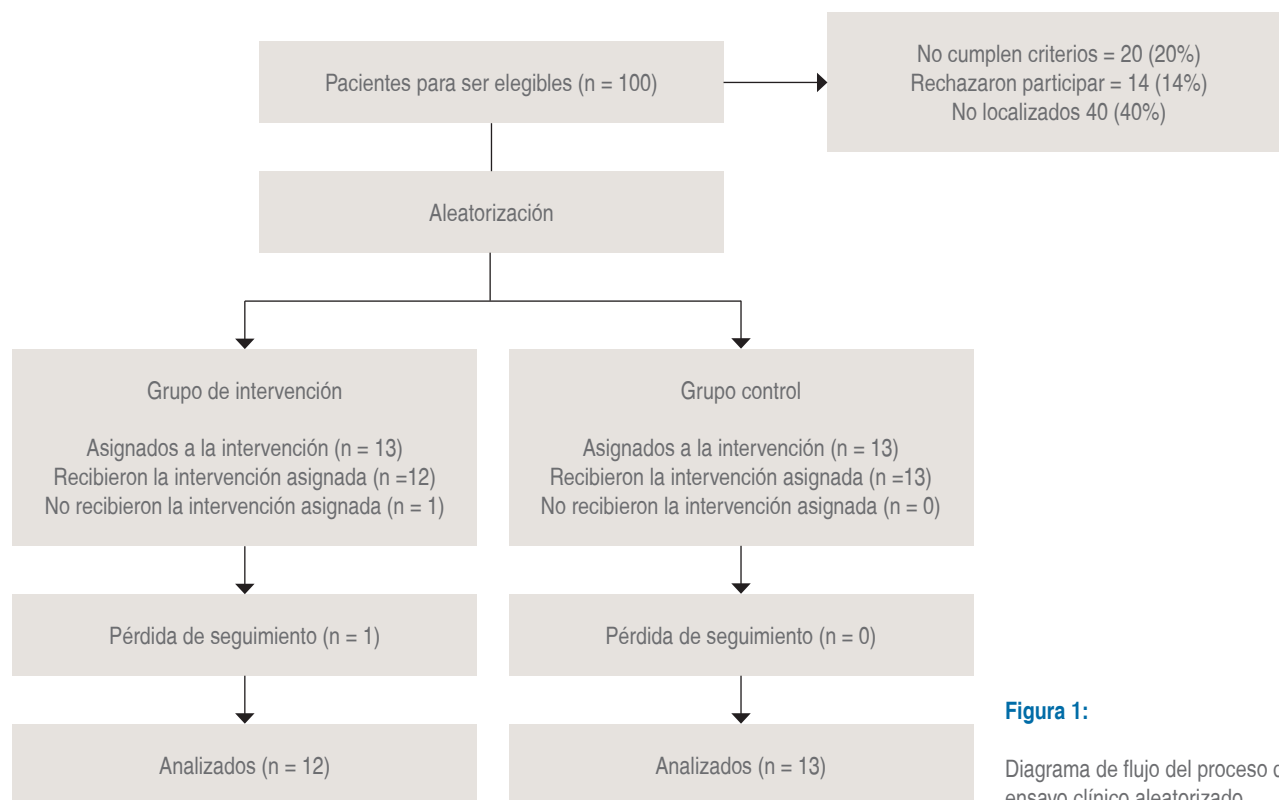 Pacientes para ser elegibles (n = 100)
No cumplen criterios = 20 (20%)
Rechazaron participar = 14 (14%)
No localizados 40 (40%)
Aleatorización
Grupo de intervención
Asignados a la intervención (n = 13)
Recibieron la intervención asignada (n =12)
No recibieron la intervención asignada (n = 1)
Grupo control
Asignados a la intervención (n = 13)
Recibieron la intervención asignada (n =13)
No recibieron la intervención asignada (n = 0)
Pérdida de seguimiento (n = 1)
Pérdida de seguimiento (n = 0)
Analizados (n = 12)
Analizados (n = 13)
Figura 1:
Diagrama de flujo del proceso
ensayo clínico aleatorizado